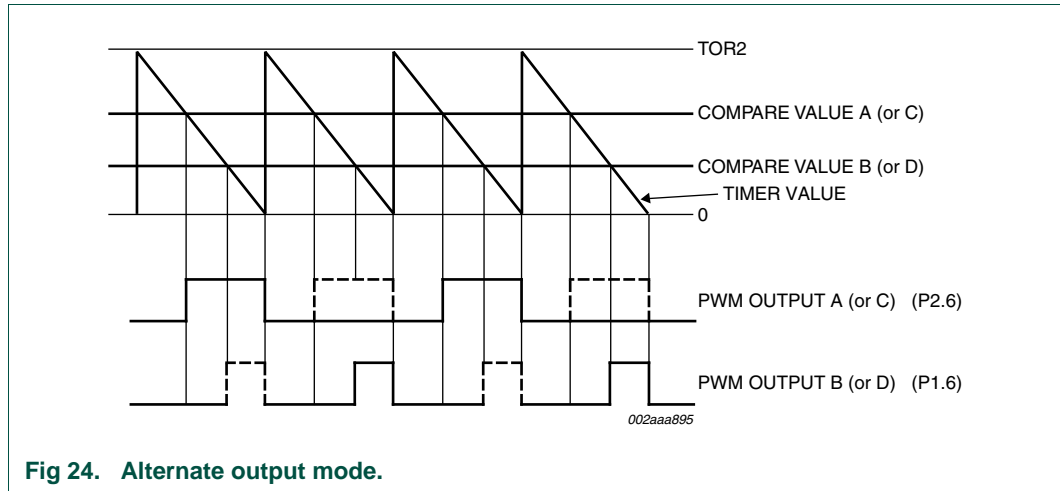 TOR2
COMPARE VALUE A (or C)
COMPARE VALUE B (or D)
TIMER VALUE
0
PWM OUTPUT A (or C) (P2.6)
PWM OUTPUT B (or D) (P1.6)
002aaa895
Fig 24. Alternate output mode.